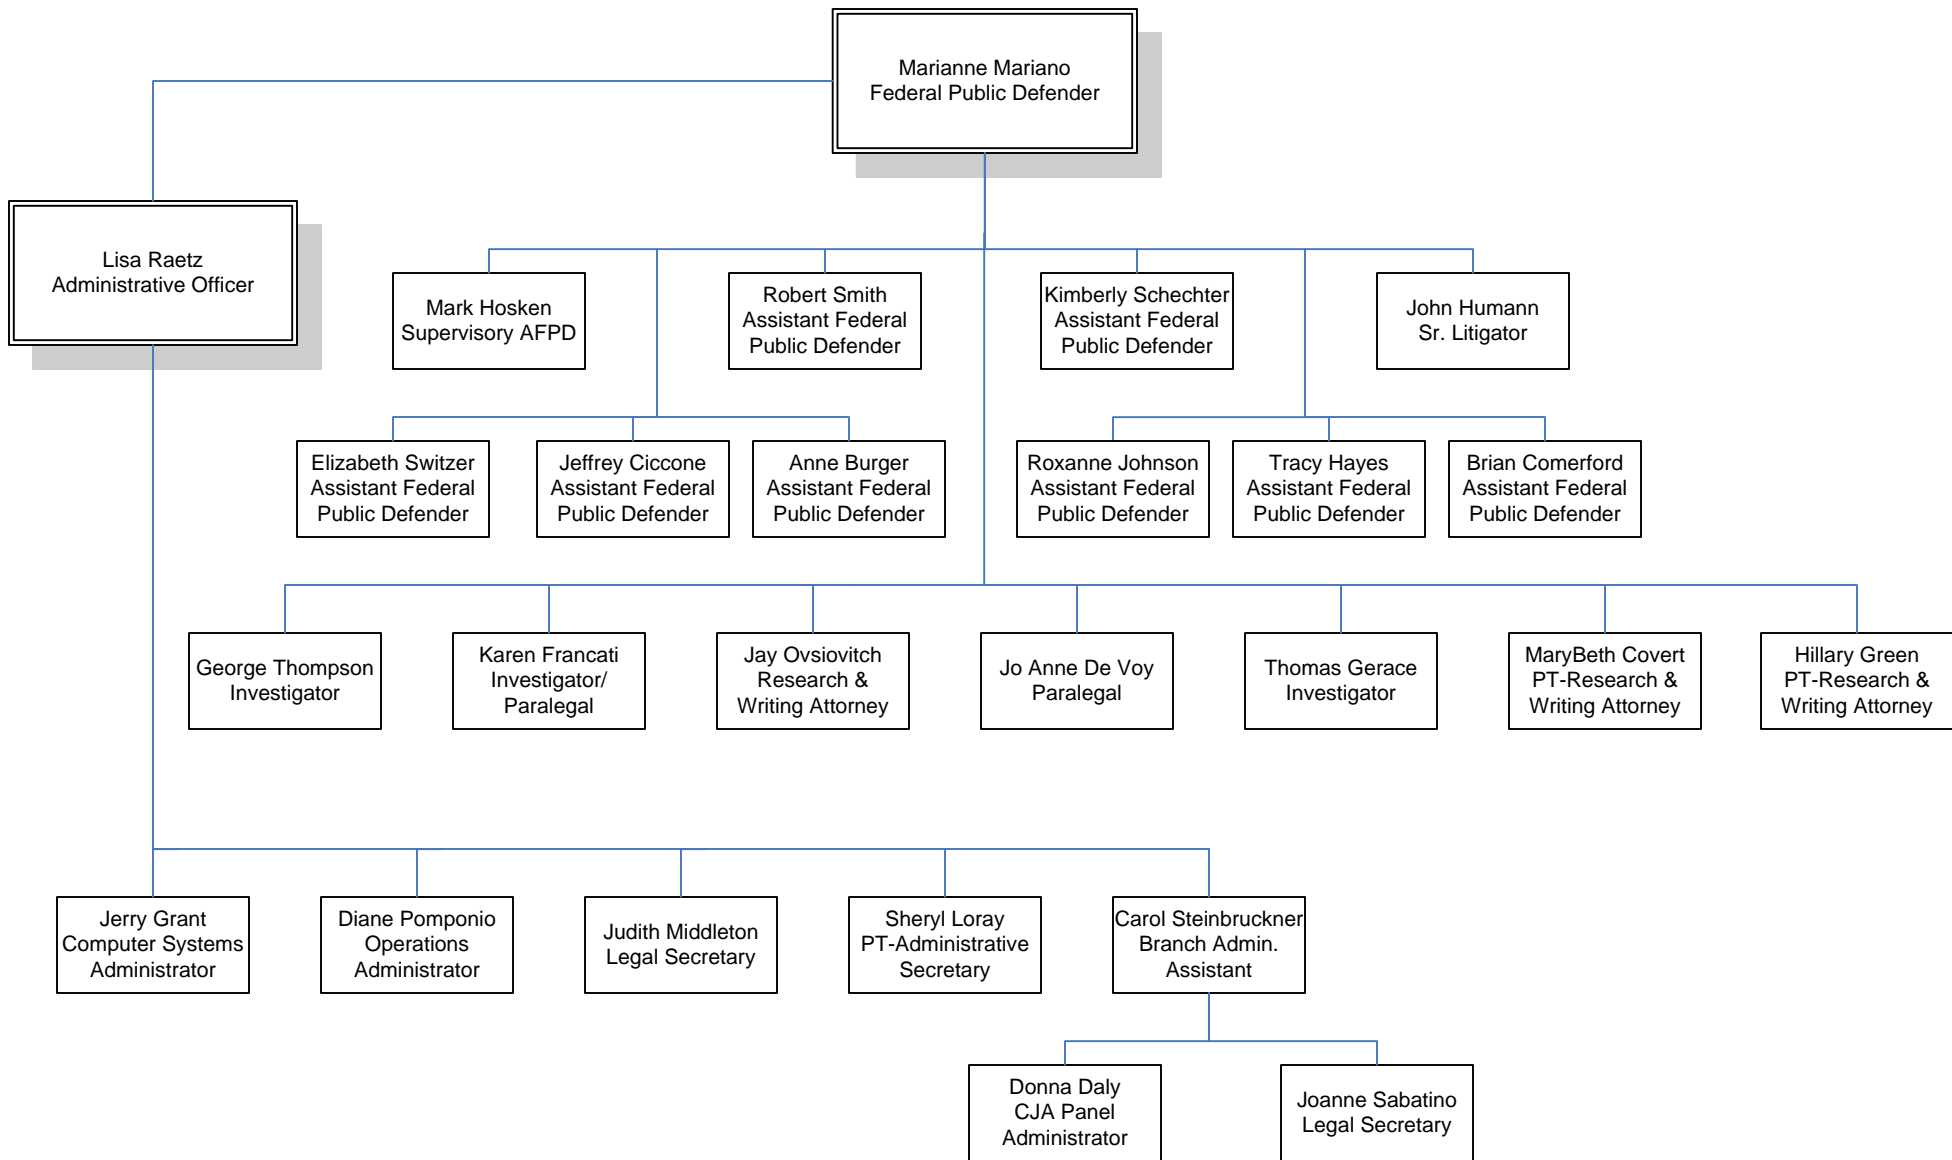 Marianne Mariano
Federal Public Defender
Lisa Raetz
Administrative Officer
Mark Hosken
Supervisory AFPD
Robert Smith
Assistant Federal
Public Defender
Kimberly Schechter
Assistant Federal
Public Defender
John Humann
Sr. Litigator
Elizabeth Switzer
Assistant Federal
Public Defender
Jeffrey Ciccone
Assistant Federal
Public Defender
Anne Burger
Assistant Federal
Public Defender
Roxanne Johnson
Assistant Federal
Public Defender
Tracy Hayes
Assistant Federal
Public Defender
Brian Comerford
Assistant Federal
Public Defender
George Thompson
Investigator
Karen Francati
Investigator/
Paralegal
Jay Ovsiovitch
Research &
Writing Attorney
Jo Anne De Voy
Paralegal
Thomas Gerace
Investigator
MaryBeth Covert
PT-Research &
Writing Attorney
Hillary Green
PT-Research &
Writing Attorney
Jerry Grant
Computer Systems
Administrator
Diane Pomponio
Operations
Administrator
Judith Middleton
Legal Secretary
Sheryl Loray
PT-Administrative
Secretary
Carol Steinbruckner
Branch Admin.
Assistant
Donna Daly
CJA Panel
Administrator
Joanne Sabatino
Legal Secretary